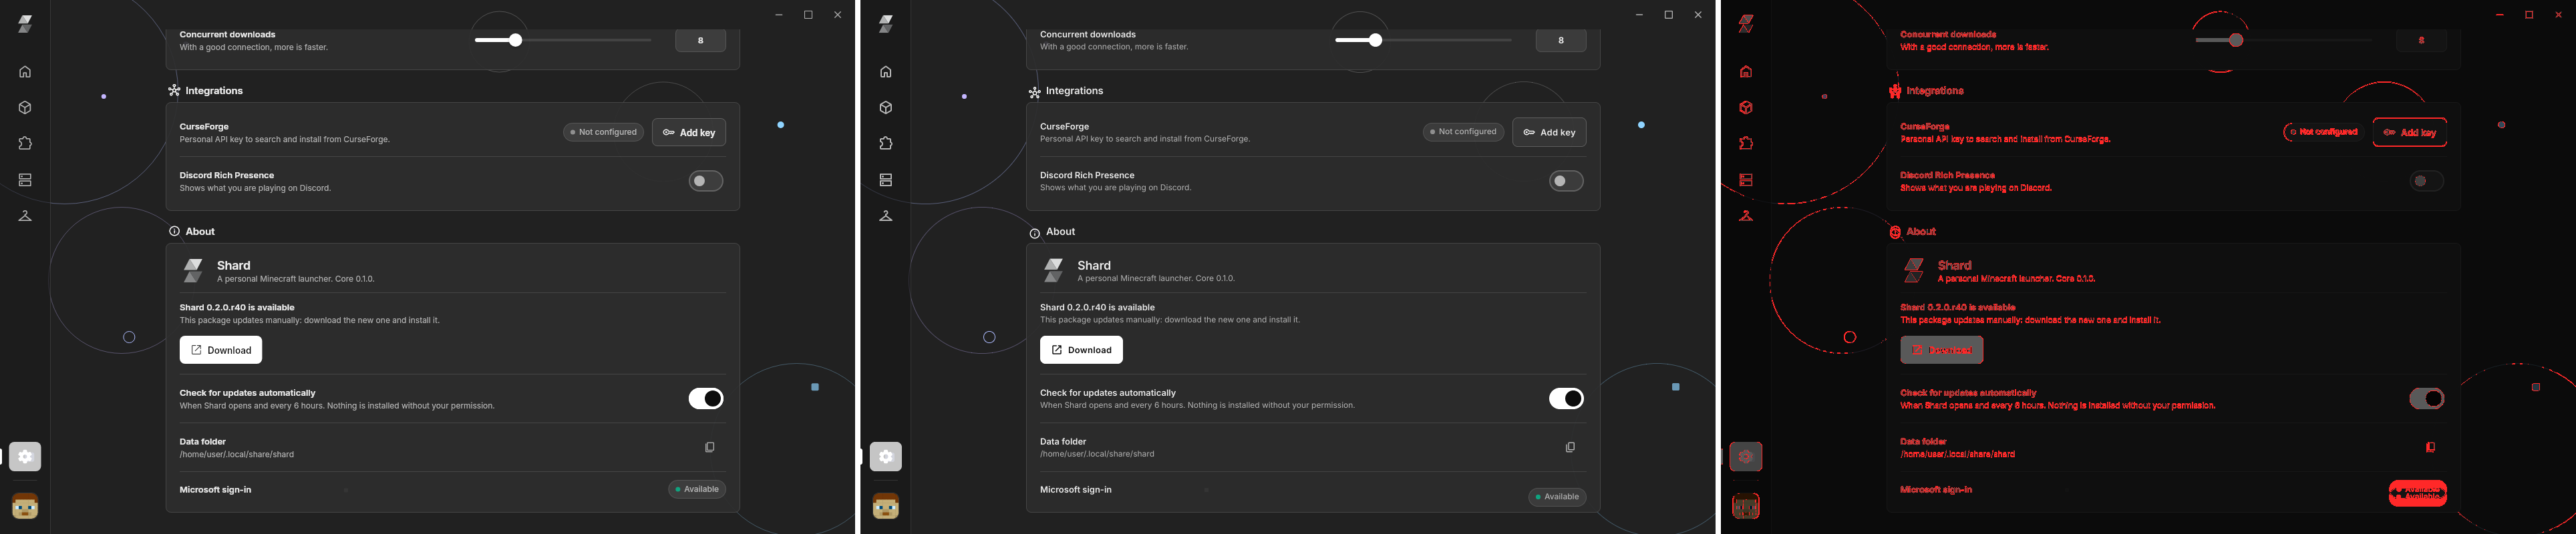 Concurrent downloads
With a good connection, more is faster.
8
Integrations
CurseForge
Personal API key to search and install from CurseForge.
Not configured
Add key
Discord Rich Presence
Shows what you are playing on Discord.
About
Shard
A personal Minecraft launcher. Core 0.1.0.
Shard 0.2.0.r40 is available
This package updates manually: download the new one and install it.
Download
Check for updates automatically
When Shard opens and every 6 hours. Nothing is installed without your permission.
Data folder
/home/user/.local/share/shard
Microsoft sign-in
Available
Concurrent downloads
With a good connection, more is faster.
8
Integrations
CurseForge
Personal API key to search and install from CurseForge.
Not configured
Add key
Discord Rich Presence
Shows what you are playing on Discord.
About
Shard
A personal Minecraft launcher. Core 0.1.0.
Shard 0.2.0.r40 is available
This package updates manually: download the new one and install it.
Download
Check for updates automatically
When Shard opens and every 6 hours. Nothing is installed without your permission.
Data folder
/home/user/.local/share/shard
Microsoft sign-in
Available
Concurrent downloads
With a good connection, more is faster.
8
Integrations
CurseForge
Personal API key to search and install from CurseForge.
Not configured
Add key
Discord Rich Presence
Shows what you are playing on Discord.
About
Shard
A personal Minecraft launcher. Core 0.1.0.
Shard 0.2.0.r40 is available
This package updates manually: download the new one and install it.
Download
Check for updates automatically
When Shard opens and every 6 hours. Nothing is installed without your permission.
Data folder
/home/user/.local/share/shard
Microsoft sign-in
Available
Available